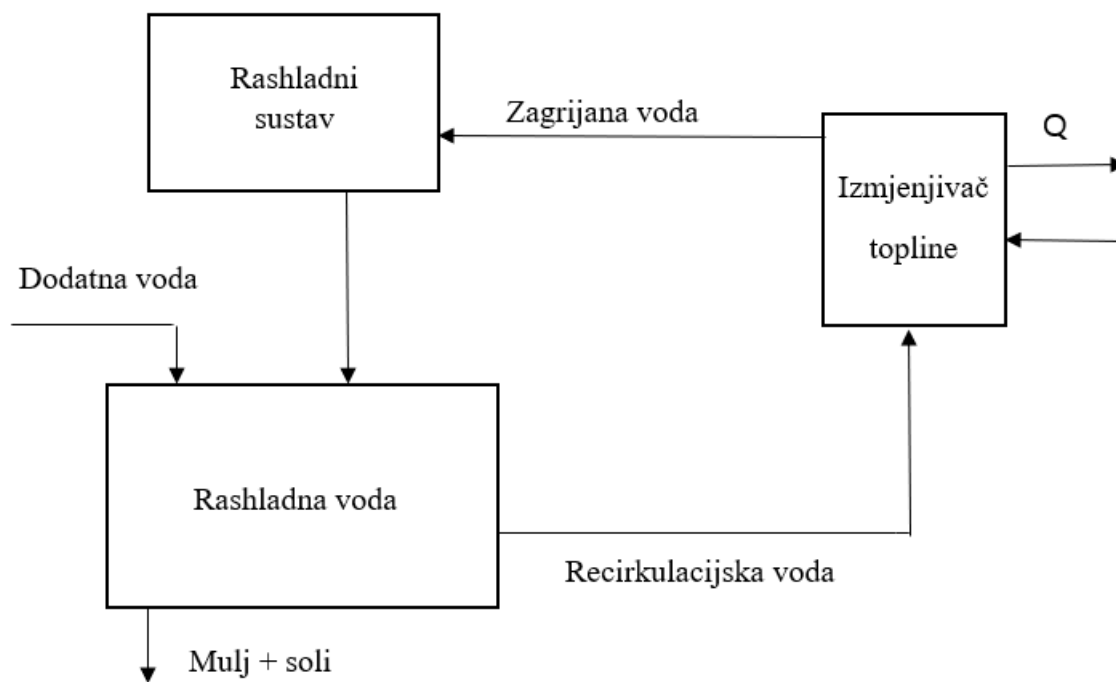 Rashladni
sustav
Zagrijana voda
Q
Izmjenjivač
topline
Dodatna voda
Rashladna voda
Recirkulacijska voda
Mulj + soli